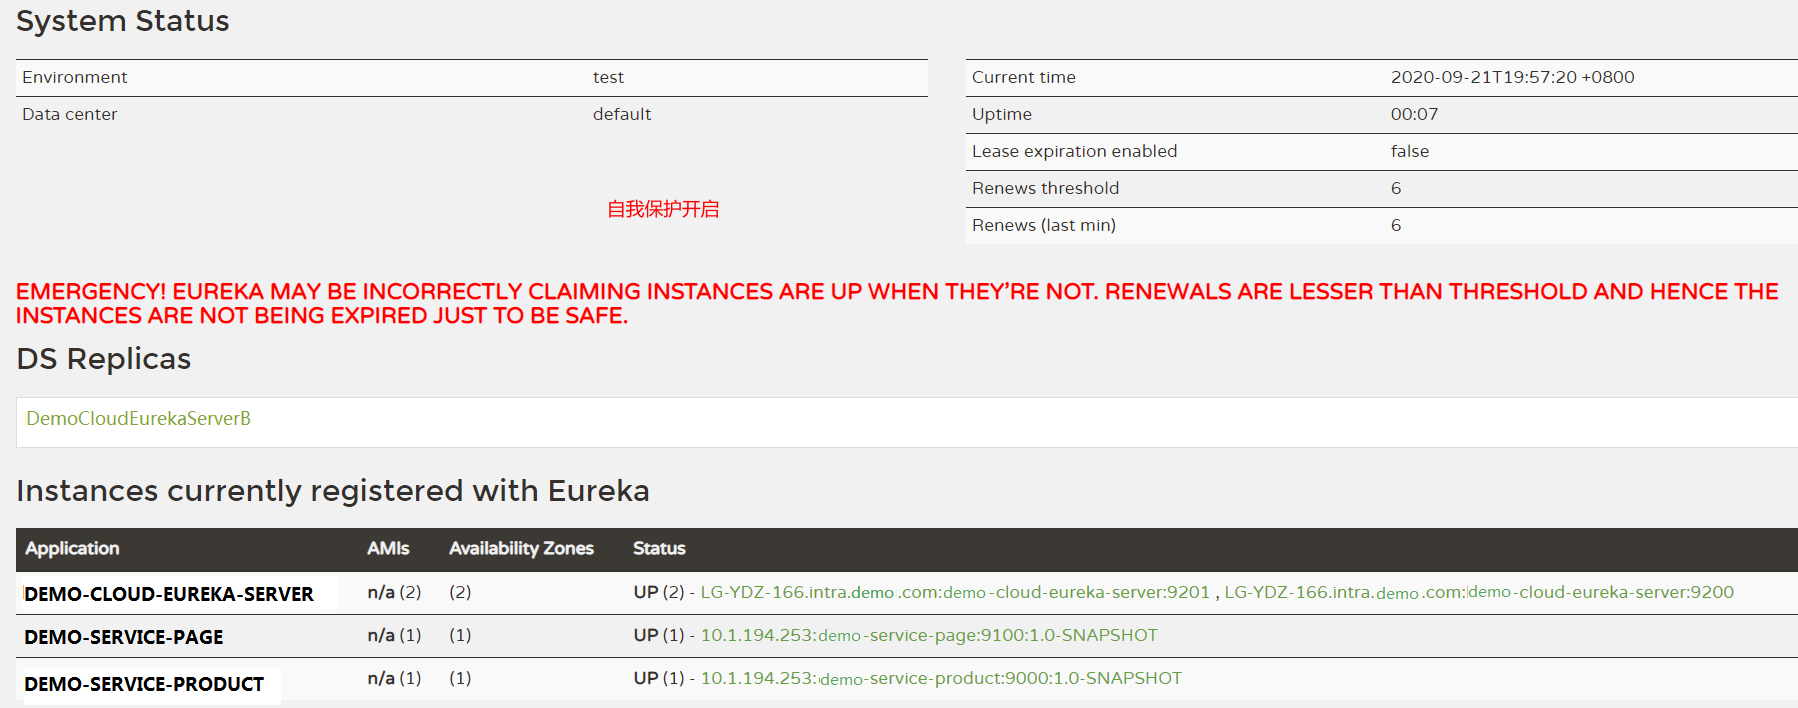 System Status
Environment test
Data center default
Current time 2020-09-21T19:57:20 +0800
Uptime 00:07
Lease expiration enabled false
Renews threshold 6
Renews (last min) 6
自我保护开启
EMERGENCY! EUREKA MAY BE INCORRECTLY CLAIMING INSTANCES ARE UP WHEN THEY'RE NOT. RENEWALS ARE LESSER THAN THRESHOLD AND HENCE THE
INSTANCES ARE NOT BEING EXPIRED JUST TO BE SAFE.
DS Replicas
DemoCloudEurekaServerB
Instances currently registered with Eureka
Application AMIs Availability Zones Status
DEMO-CLOUD-EUREKA-SERVER n/a (2) (2) UP (2) - LG-YDZ-166.intra.demo.com:demo-cloud-eureka-server:9201 , LG-YDZ-166.intra.demo.com:demo-cloud-eureka-server:9200
DEMO-SERVICE-PAGE n/a (1) (1) UP (1) - 10.1.194.253:demo-service-page:9100:1.0-SNAPSHOT
DEMO-SERVICE-PRODUCT n/a (1) (1) UP (1) - 10.1.194.253:demo-service-product:9000:1.0-SNAPSHOT